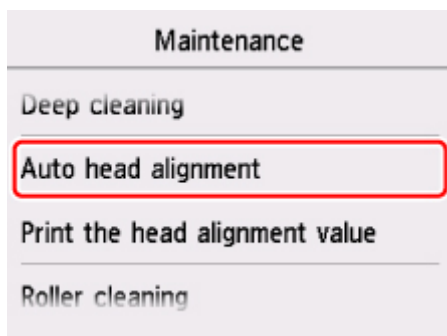 Maintenance
Deep cleaning
Auto head alignment
Print the head alignment value
Roller cleaning